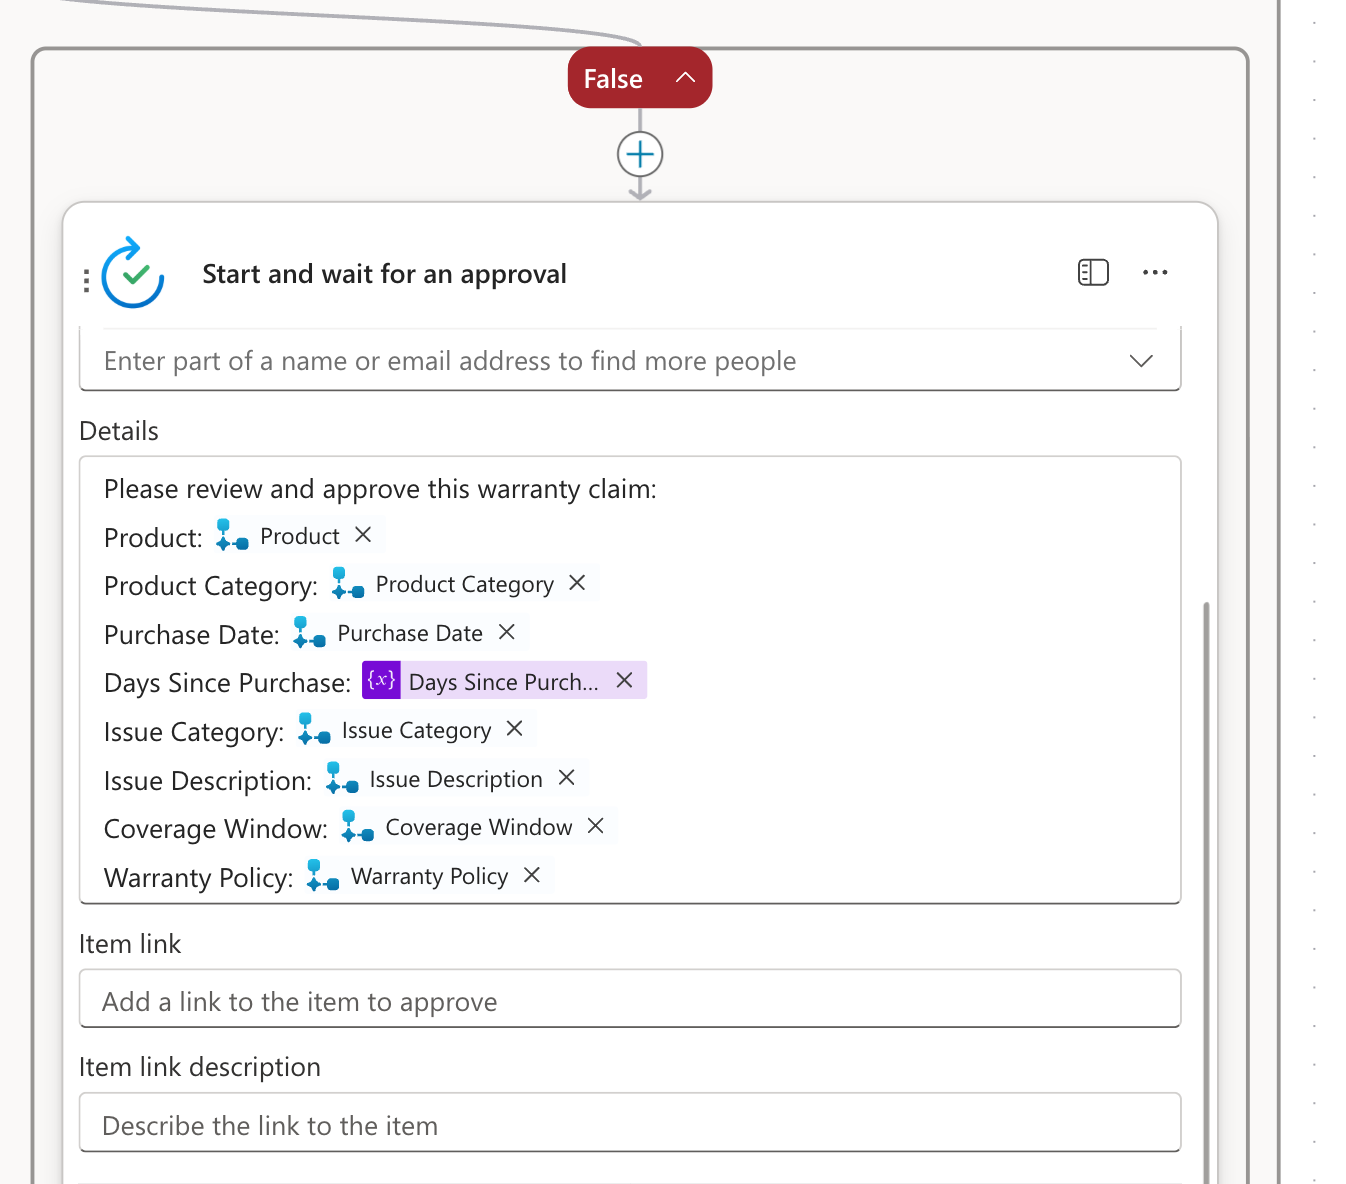 False
Start and wait for an approval
Enter part of a name or email address to find more people
Details
Please review and approve this warranty claim:
Product: Product
Product Category: Product Category
Purchase Date: Purchase Date
Days Since Purchase: {x} Days Since Purch...
Issue Category: Issue Category
Issue Description: Issue Description
Coverage Window: Coverage Window
Warranty Policy: Warranty Policy
Item link
Add a link to the item to approve
Item link description
Describe the link to the item